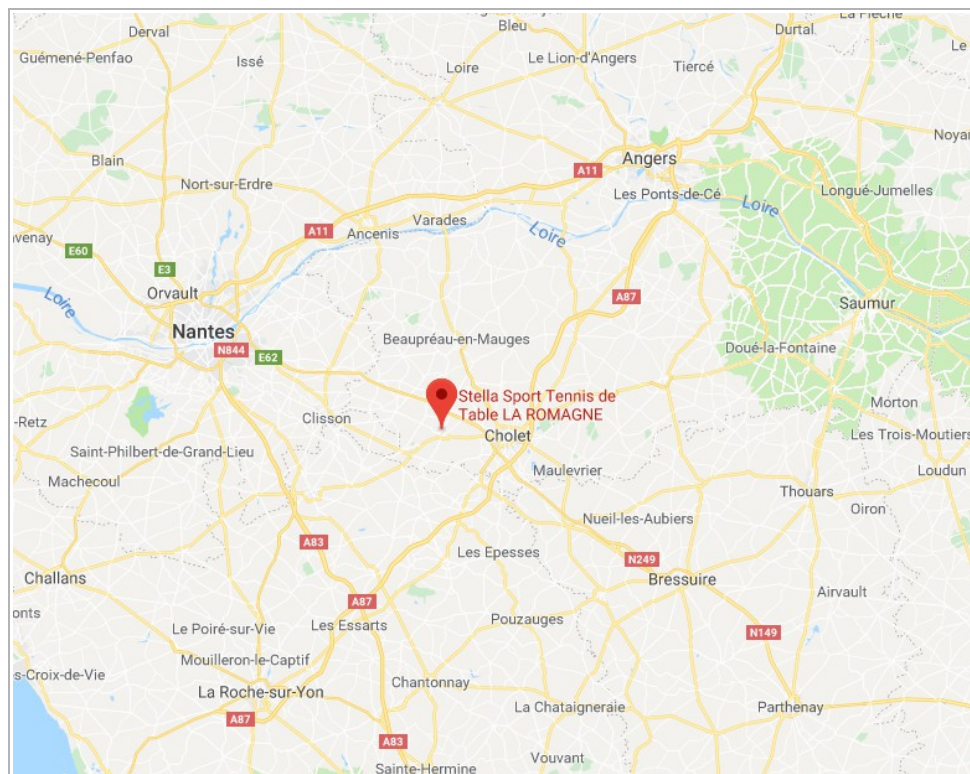 La Flèche
Derval
Bleu
Durtal
Guémené-Penfao
Issé
Le Lion-d'Angers
Le
Loire
Tiercé
Noyan
Blain
Angers
A11
Nort-sur-Erdre
Les Ponts-de-Cé
Longué-Jumelles
Loire
Varades
A11
Ancenis
Loire
avenay
E60
E3
Orvault
Loire
A87
Saumur
Nantes
Beaupréau-en-Mauges
N844
E62
Doué-la-Fontaine
Stella Sport Tennis de
Table LA ROMAGNE
Morton
-Retz
Clisson
Cholet
Les Trois-Moutiers
Saint-Philbert-de-Grand-Lieu
Maulevrier
Loudun
Machecoul
Thouars
Oiron
Nueil-les-Aubiers
A83
Les Epesses
N249
Challans
Bressuire
Airvault
A87
onts
Pouzauges
Le Poiré-sur-Vie
Les Essarts
N149
Mouilleron-le-Captif
s-Croix-de-Vie
Chantonnay
La Roche-sur-Yon
La Chataigneraie
Parthenay
A87
A83
Vouvant
Sainte-Hermine